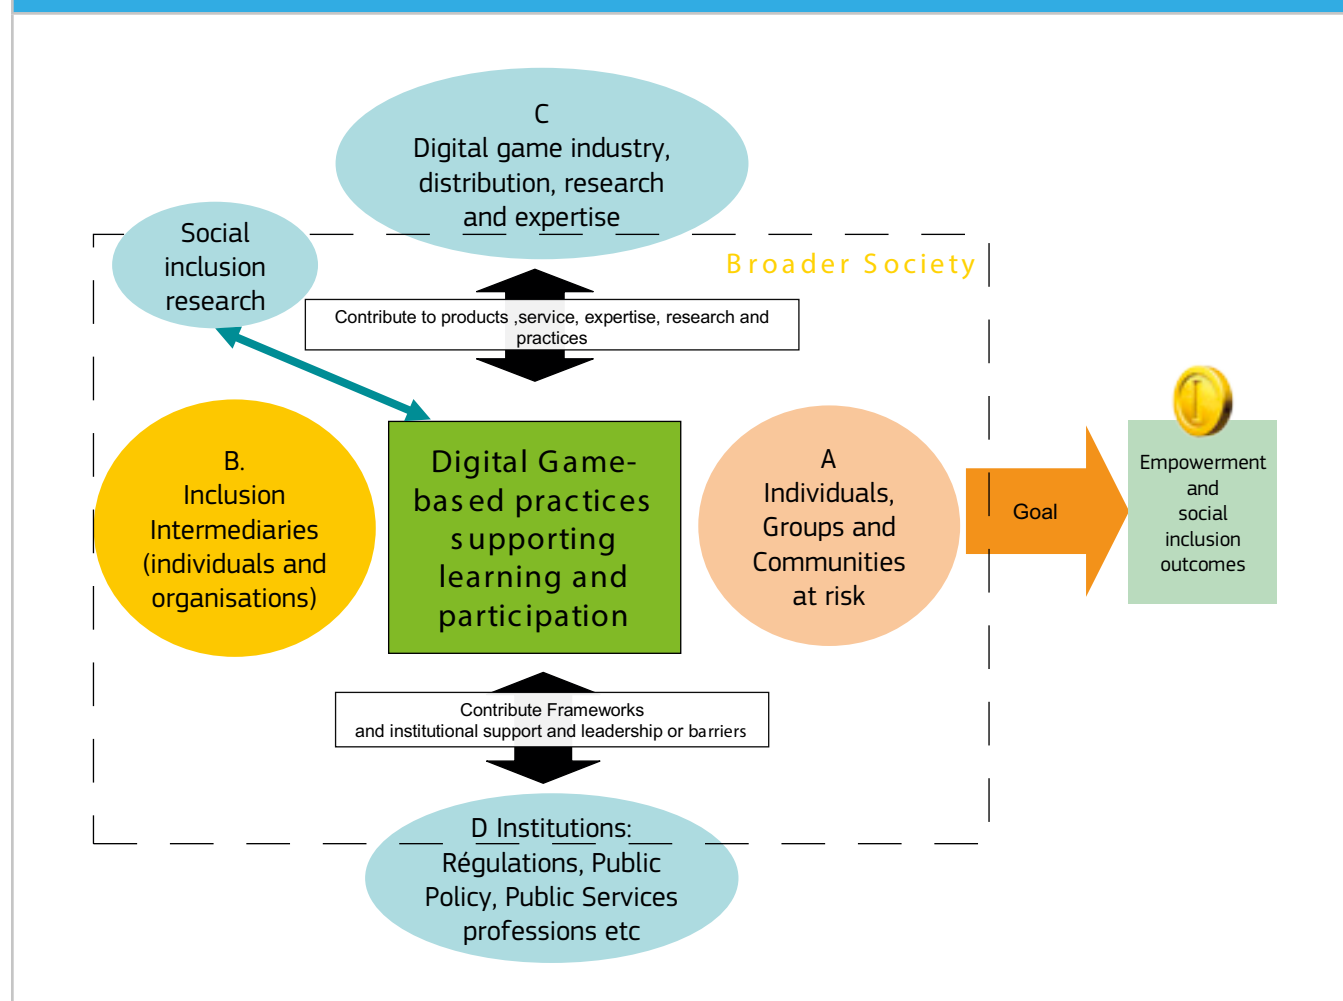 C
Digital game industry,
distribution, research
and expertise
Social
inclusion
research
Broader Society
Contribute to products ,service, expertise, research and
practices
B.
Inclusion
Intermediaries
(individuals and
organisations)
Digital Game-
based practices
supporting
learning and
participation
A
Individuals,
Groups and
Communities
at risk
Goal
Empowerment
and
social
inclusion
outcomes
Contribute Frameworks
and institutional support and leadership or barriers
D Institutions:
Régulations, Public
Policy, Public Services
professions etc